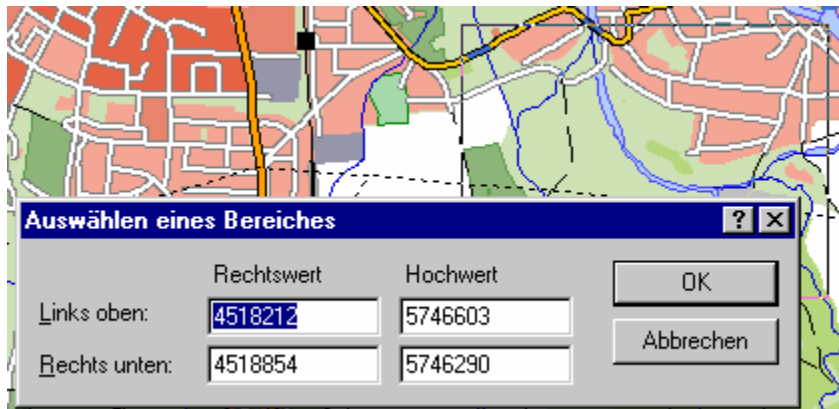 Auswählen eines Bereiches
Rechtswert Hochwert
OK
Links oben: 4518212 5746603
Abbrechen
Rechts unten: 4518854 5746290